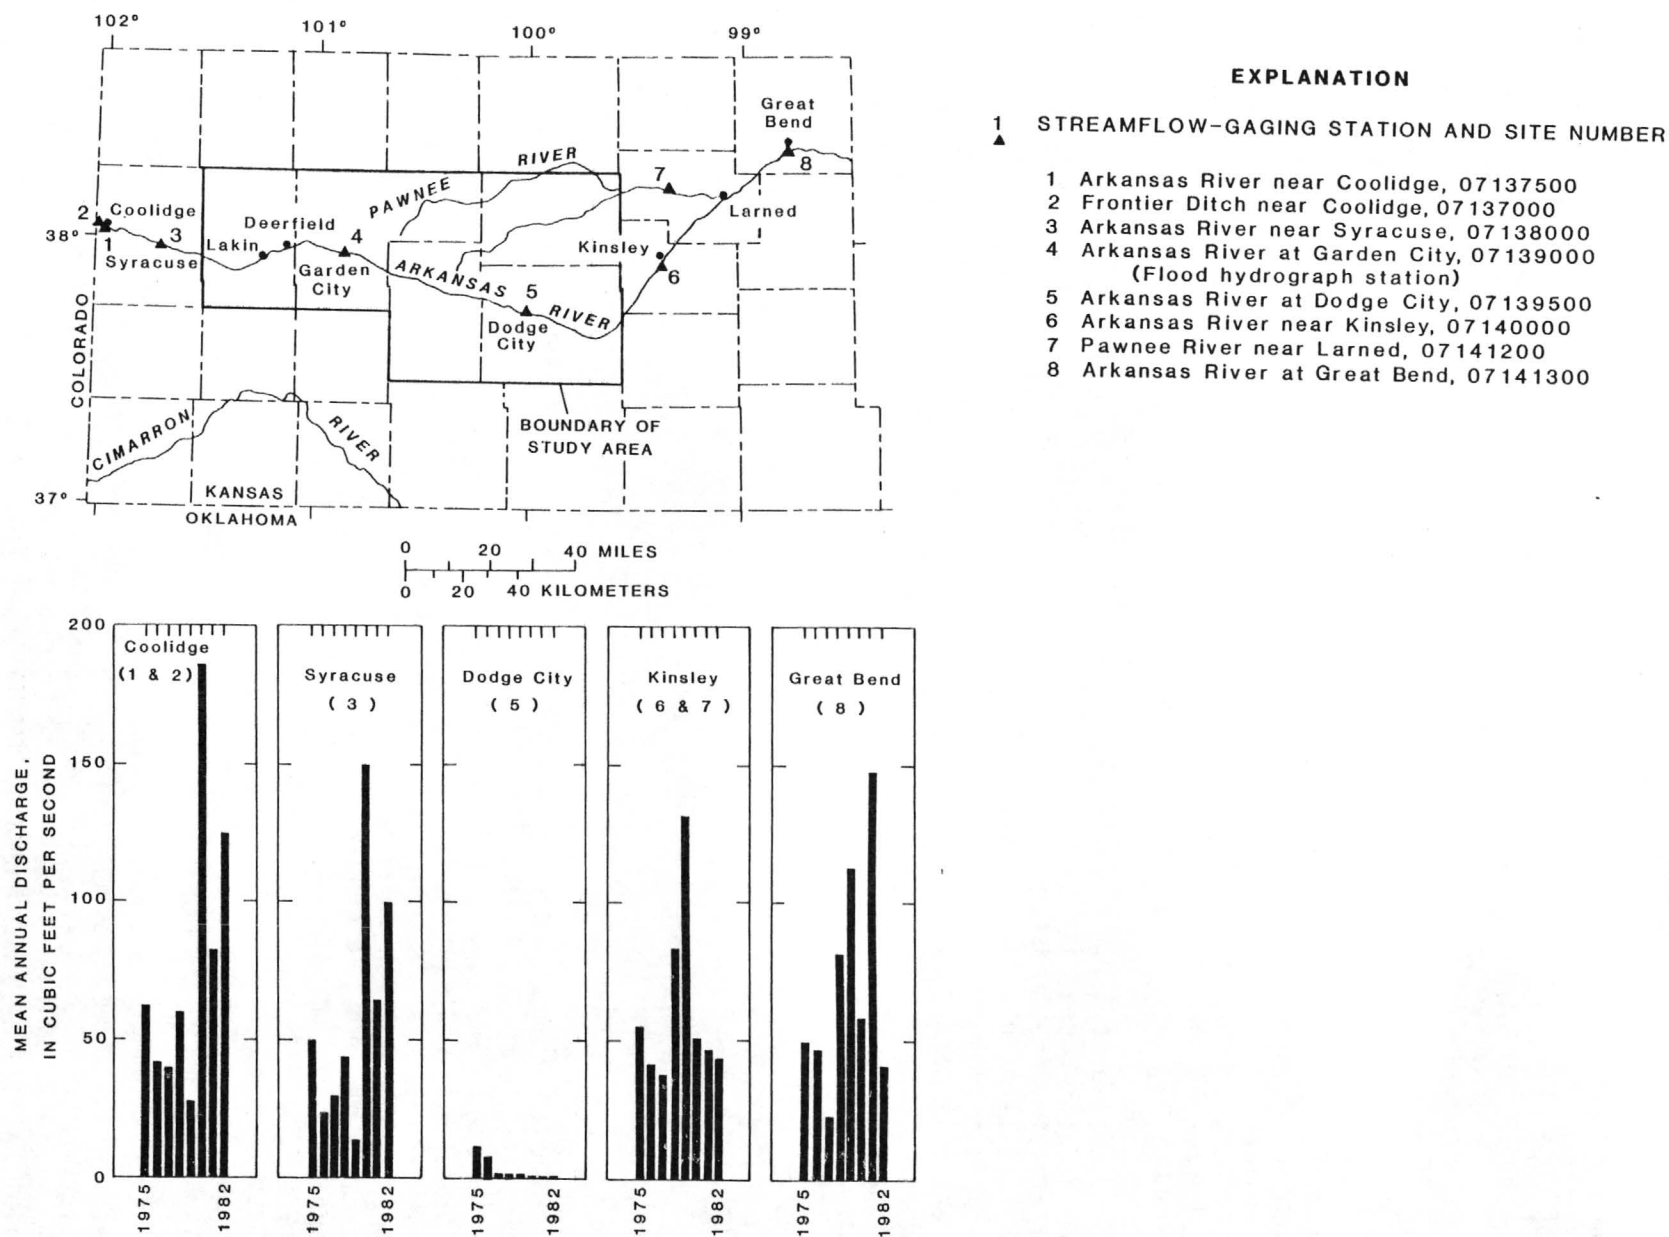 102° 101° 100° 99°
EXPLANATION
1 STREAMFLOW-GAGING STATION AND SITE NUMBER
1 Arkansas River near Coolidge, 07137500
2 Frontier Ditch near Coolidge, 07137000
3 Arkansas River near Syracuse, 07138000
4 Arkansas River at Garden City, 07139000
(Flood hydrograph station)
5 Arkansas River at Dodge City, 07139500
6 Arkansas River near Kinsley, 07140000
7 Pawnee River near Larned, 07141200
8 Arkansas River at Great Bend, 07141300
Great
Bend
8
RIVER
PAWNEE
7
Larned
2
Coolidge
38°
1
3
Syracuse
Deerfield
Lakin
4
Garden
City
Kinsley
6
ARKANSAS
RIVER
5
Dodge
City
COLORADO
CIMARRON
RIVER
BOUNDARY OF
STUDY AREA
37°
KANSAS
OKLAHOMA
0 20 40 MILES
0 20 40 KILOMETERS
MEAN ANNUAL DISCHARGE,
IN CUBIC FEET PER SECOND
200
150
100
50
0
Coolidge
(1 & 2)
Syracuse
( 3 )
Dodge City
( 5 )
Kinsley
( 6 & 7 )
Great Bend
( 8 )
1975 1982
1975 1982
1975 1982
1975 1982
1975 1982